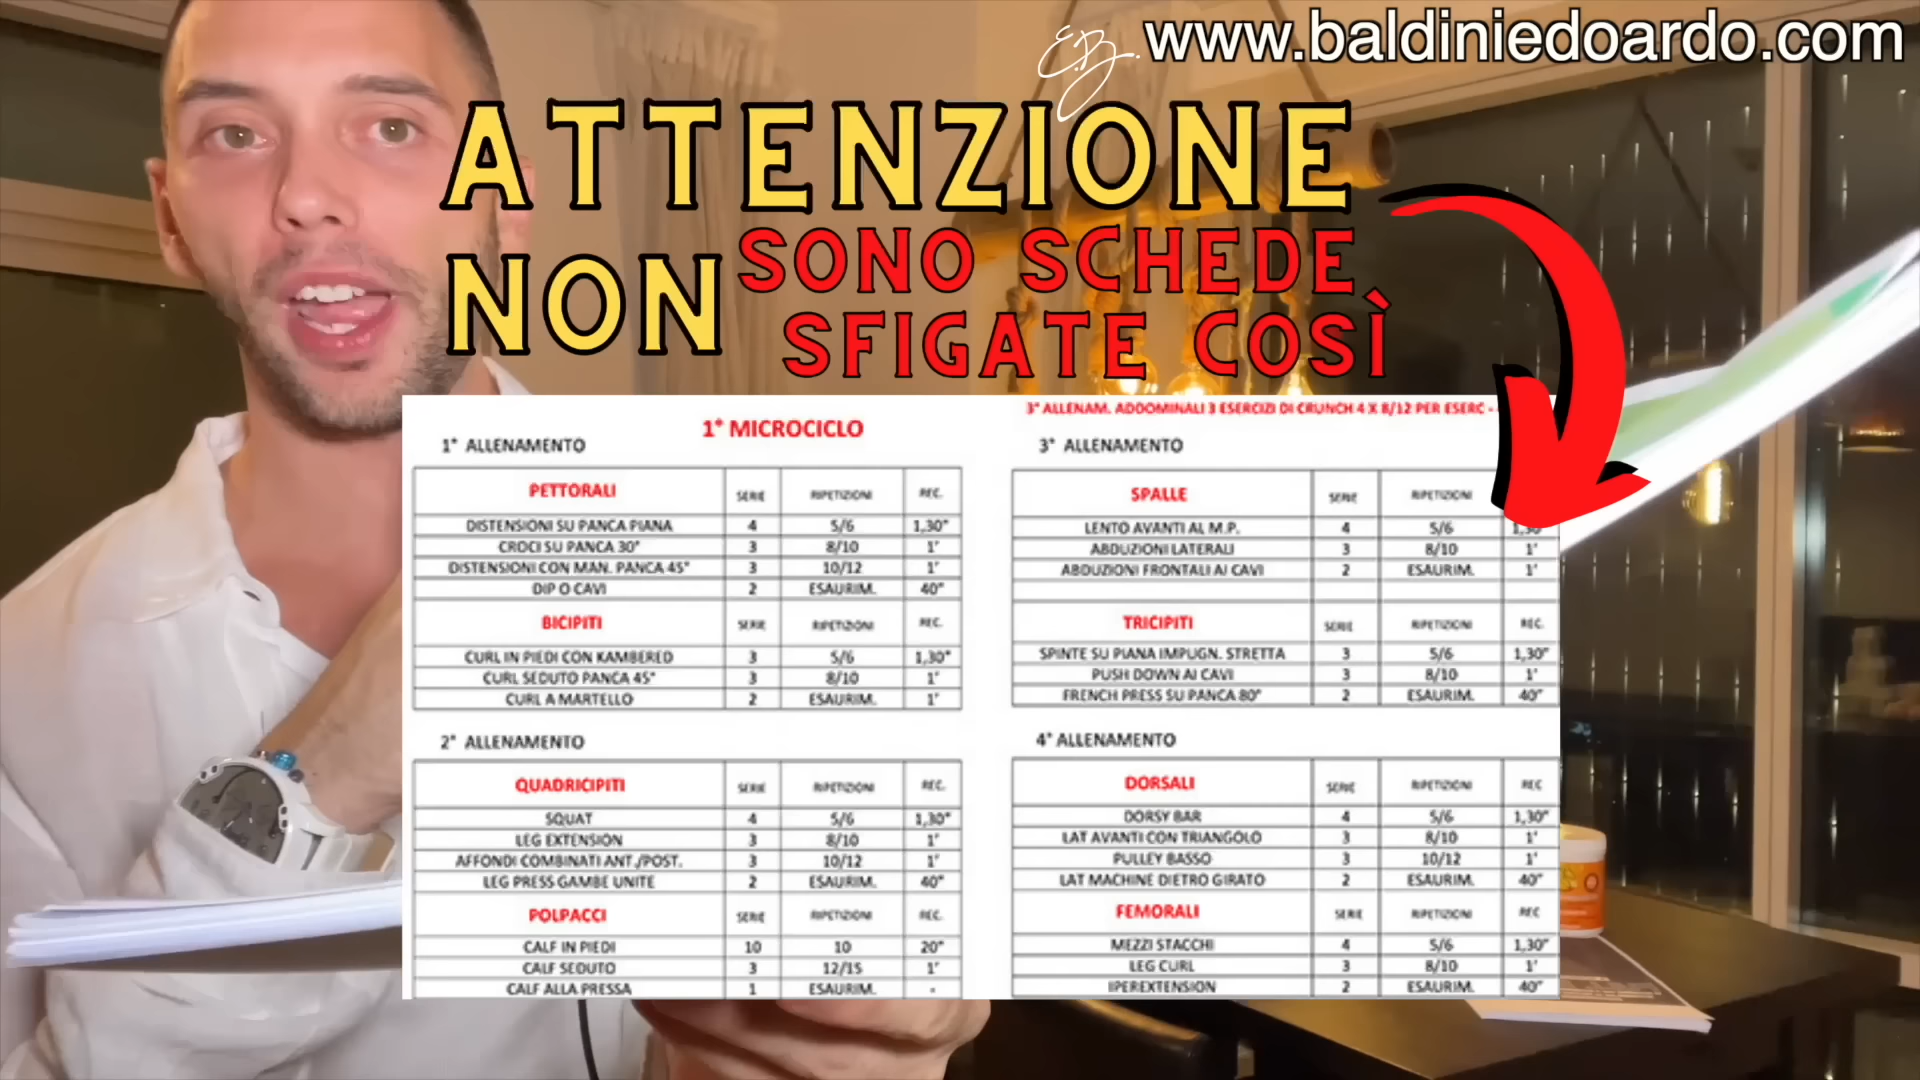 E.B. www.baldiniedoardo.com
ATTENZIONE
NON SONO SCHEDE
SFIGATE COSÌ
1° MICROCICLO
1° ALLENAMENTO
PETTORALI SERIE RIPETIZIONI REC.
DISTENSIONI SU PANCA PIANA 4 5/6 1,30"
CROCI SU PANCA 30° 3 8/10 1'
DISTENSIONI CON MAN. PANCA 45° 3 10/12 1'
DIP O CAVI 2 ESAURIM. 40"
BICIPITI SERIE RIPETIZIONI REC.
CURL IN PIEDI CON KAMBERED 3 5/6 1,30"
CURL SEDUTO PANCA 45° 3 8/10 1'
CURL A MARTELLO 2 ESAURIM. 1'
2° ALLENAMENTO
QUADRICIPITI SERIE RIPETIZIONI REC.
SQUAT 4 5/6 1,30"
LEG EXTENSION 3 8/10 1'
AFFONDI COMBINATI ANT./POST. 3 10/12 1'
LEG PRESS GAMBE UNITE 2 ESAURIM. 40"
POLPACCI SERIE RIPETIZIONI REC.
CALF IN PIEDI 10 10 20"
CALF SEDUTO 3 12/15 1'
CALF ALLA PRESSA 1 ESAURIM. -
3° ALLENAM. ADDOMINALI 3 ESERCIZI DI CRUNCH 4 X 8/12 PER ESERC -
3° ALLENAMENTO
SPALLE SERIE RIPETIZIONI
LENTO AVANTI AL M.P. 4 5/6 1,30"
ABDUZIONI LATERALI 3 8/10 1'
ABDUZIONI FRONTALI AI CAVI 2 ESAURIM. 1'
TRICIPITI SERIE RIPETIZIONI REC.
SPINTE SU PIANA IMPUGN. STRETTA 3 5/6 1,30"
PUSH DOWN AI CAVI 3 8/10 1'
FRENCH PRESS SU PANCA 80° 2 ESAURIM. 40"
4° ALLENAMENTO
DORSALI SERIE RIPETIZIONI REC
DORSY BAR 4 5/6 1,30"
LAT AVANTI CON TRIANGOLO 3 8/10 1'
PULLEY BASSO 3 10/12 1'
LAT MACHINE DIETRO GIRATO 2 ESAURIM. 40"
FEMORALI SERIE RIPETIZIONI REC
MEZZI STACCHI 4 5/6 1,30"
LEG CURL 3 8/10 1'
IPEREXTENSION 2 ESAURIM. 40"